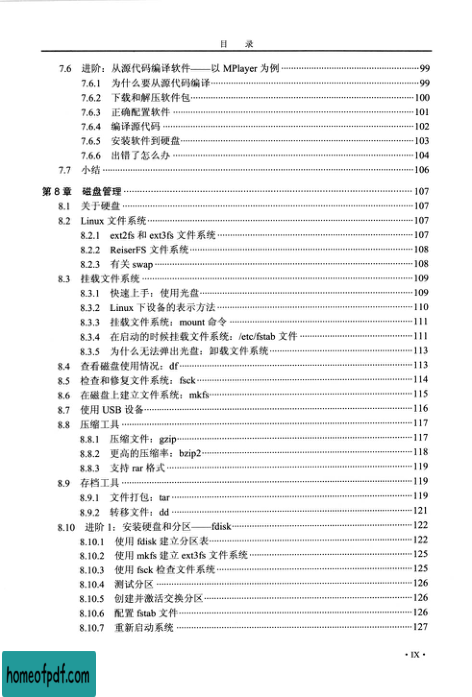 目 录
7.6 进阶：从源代码编译软件——以 MPlayer 为例 99
7.6.1 为什么要从源代码编译 99
7.6.2 下载和解压软件包 100
7.6.3 正确配置软件 101
7.6.4 编译源代码 102
7.6.5 安装软件到硬盘 103
7.6.6 出错了怎么办 104
7.7 小结 106
第 8 章 磁盘管理 107
8.1 关于硬盘 107
8.2 Linux 文件系统 107
8.2.1 ext2fs 和 ext3fs 文件系统 107
8.2.2 ReiserFS 文件系统 108
8.2.3 有关 swap 108
8.3 挂载文件系统 109
8.3.1 快速上手：使用光盘 109
8.3.2 Linux 下设备的表示方法 110
8.3.3 挂载文件系统：mount 命令 111
8.3.4 在启动的时候挂载文件系统：/etc/fstab 文件 111
8.3.5 为什么无法弹出光盘：卸载文件系统 113
8.4 查看磁盘使用情况：df 113
8.5 检查和修复文件系统：fsck 114
8.6 在磁盘上建立文件系统：mkfs 115
8.7 使用 USB 设备 116
8.8 压缩工具 117
8.8.1 压缩文件：gzip 117
8.8.2 更高的压缩率：bzip2 118
8.8.3 支持 rar 格式 119
8.9 存档工具 119
8.9.1 文件打包：tar 119
8.9.2 转移文件：dd 121
8.10 进阶 1：安装硬盘和分区——fdisk 122
8.10.1 使用 fdisk 建立分区表 122
8.10.2 使用 mkfs 建立 ext3fs 文件系统 125
8.10.3 使用 fsck 检查文件系统 125
8.10.4 测试分区 126
8.10.5 创建并激活交换分区 126
8.10.6 配置 fstab 文件 126
8.10.7 重新启动系统 127
· IX ·
homeofpdf.com